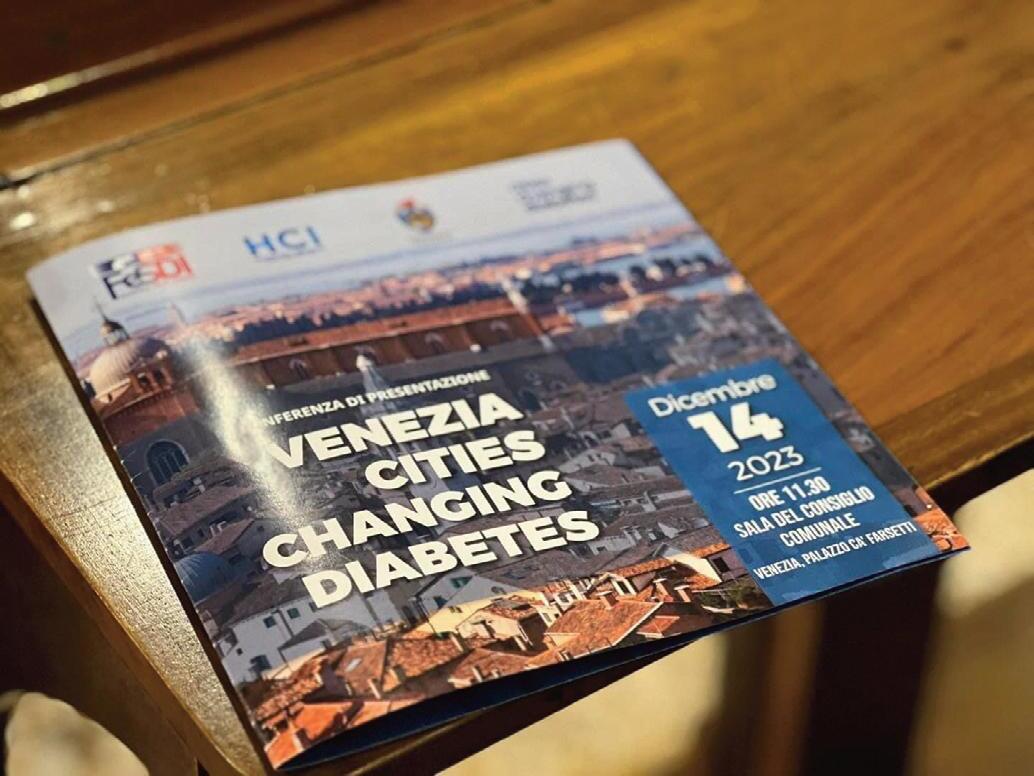 HCI
CONFERENZA DI PRESENTAZIONE
VENEZIA
CITIES
CHANGING
DIABETES
Dicembre
14
2023
ORE 11.30
SALA DEL CONSIGLIO
COMUNALE
VENEZIA, PALAZZO CA' FARSETTI